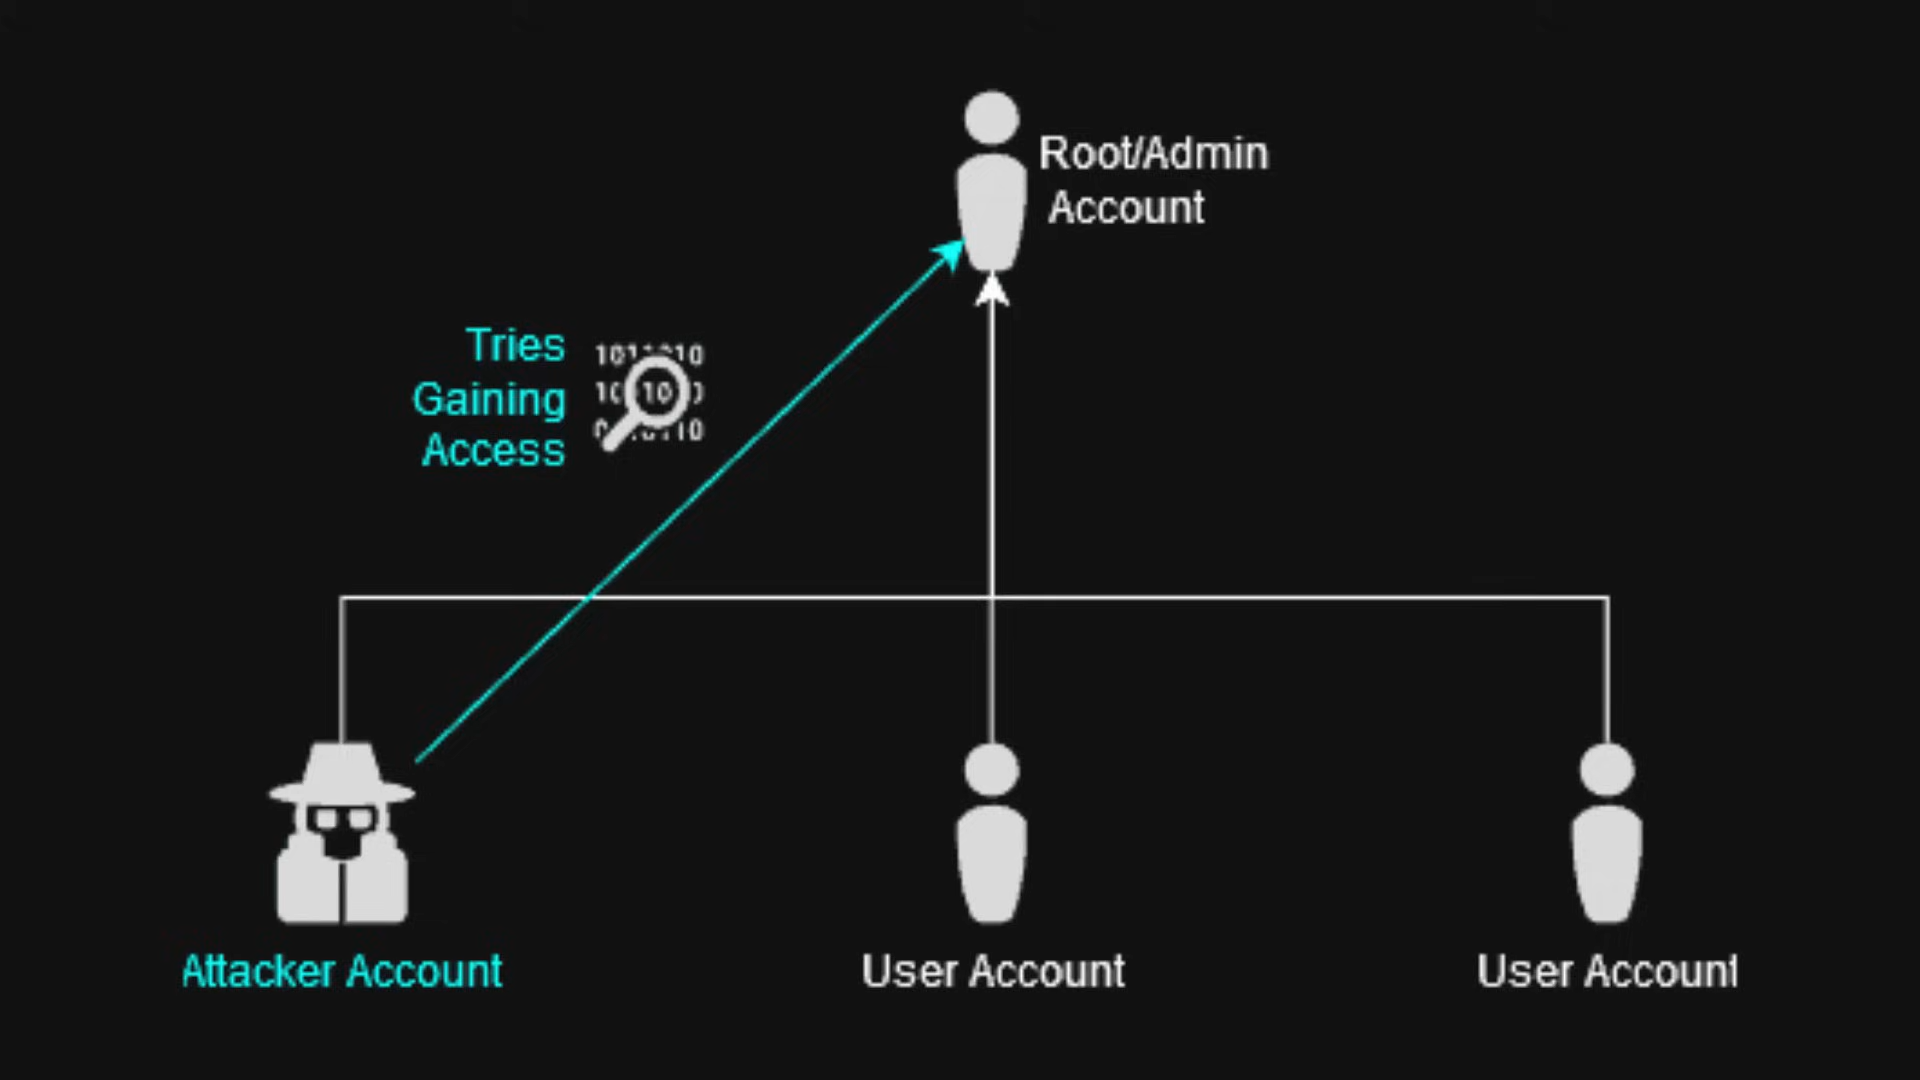 Root/Admin
Account
Tries
Gaining
Access
Attacker Account
User Account
User Account